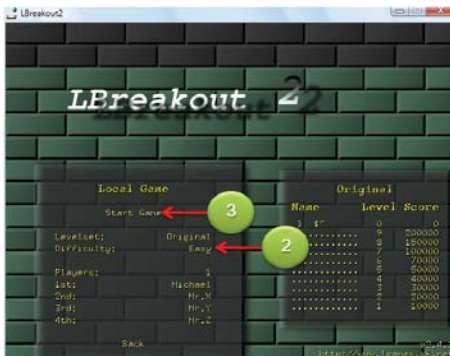 LBreakout2
LBreakout 2
Local Game
Start Game
3
Levelset: Original
Difficulty: Easy
2
Players: 1
1st: Michael
2nd: Mr.X
3rd: Mr.Y
4th: Mr.Z
Back
Original
Name Level Score
0 0
.......... 9 200000
.......... 8 150000
.......... 7 100000
.......... 6 70000
.......... 5 50000
.......... 4 40000
.......... 3 30000
.......... 2 20000
.......... 1 10000